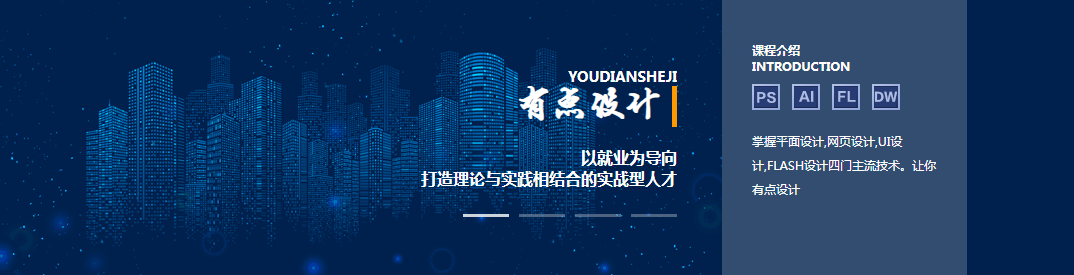 YOUDIANSHEJI
有点设计
以就业为导向
打造理论与实践相结合的实战型人才
课程介绍
INTRODUCTION
PS AI FL DW
掌握平面设计,网页设计,UI设
计,FLASH设计四门主流技术。让你
有点设计